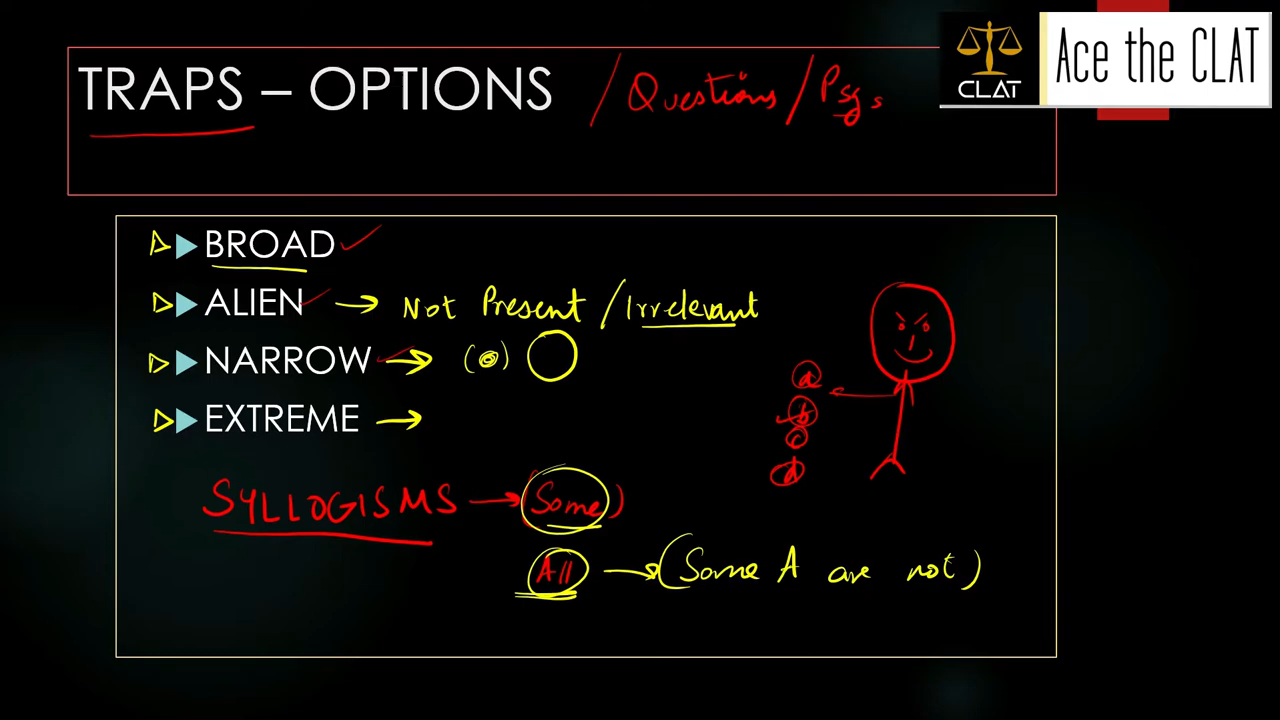 TRAPS – OPTIONS / Questions / Psgs
CLAT
Ace the CLAT
BROAD
ALIEN → Not Present / Irrelevant
NARROW →
EXTREME →
a
b
c
d
SYLLOGISMS → (Some)
All → (Some A are not)